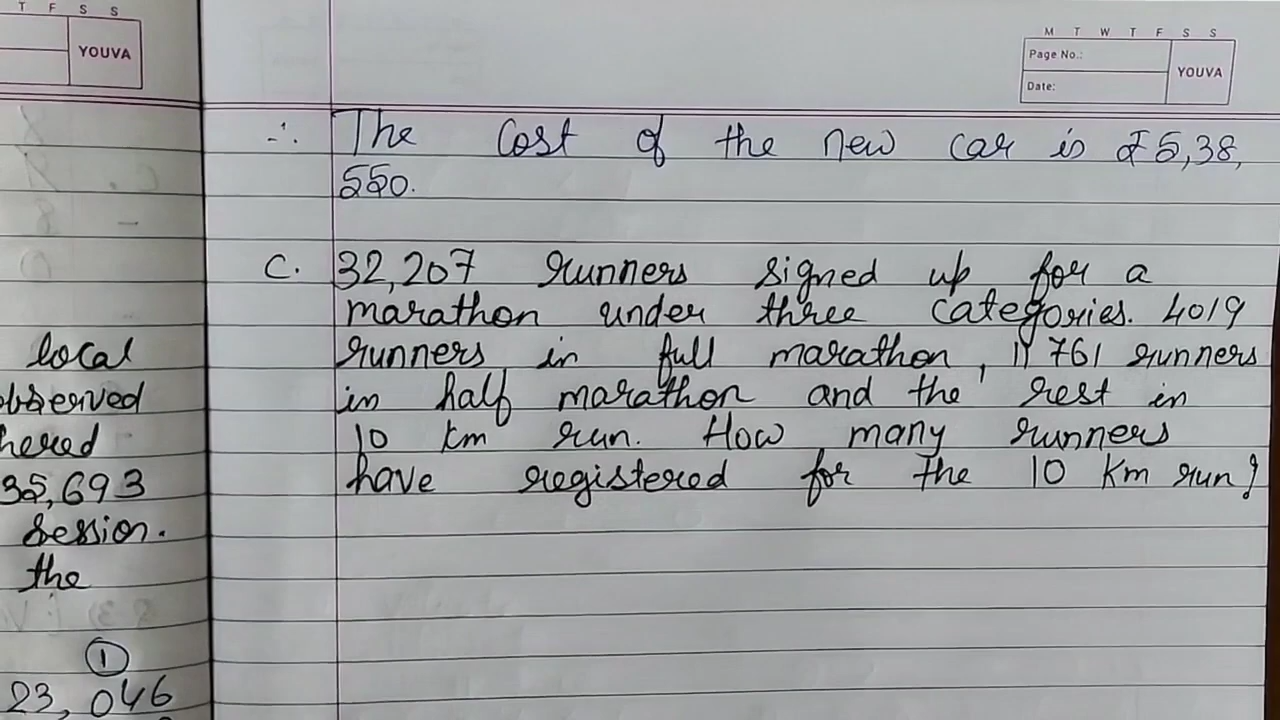 T F S S
YOUVA
local
observed
hered
35,693
session.
the
1
23, 046
M T W T F S S
Page No.:
YOUVA
Date:
∴ The Cost of the new car is ₹5,38,
550.
C. 32,207 runners signed up for a
marathon under three categories. 4019
runners in full marathon, 11,761 runners
in half marathon and the rest in
10 km run. How many runners
have registered for the 10 Km run?